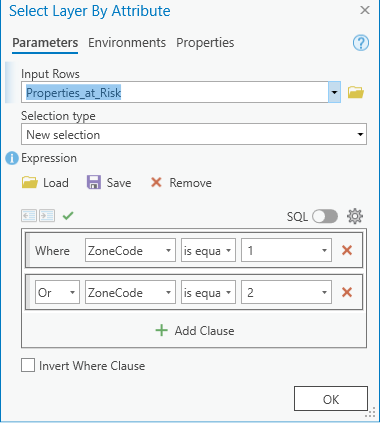 Select Layer By Attribute
Parameters Environments Properties
Input Rows
Properties_at_Risk
Selection type
New selection
Expression
Load Save Remove
SQL
Where ZoneCode is equa 1
Or ZoneCode is equa 2
Add Clause
Invert Where Clause
OK